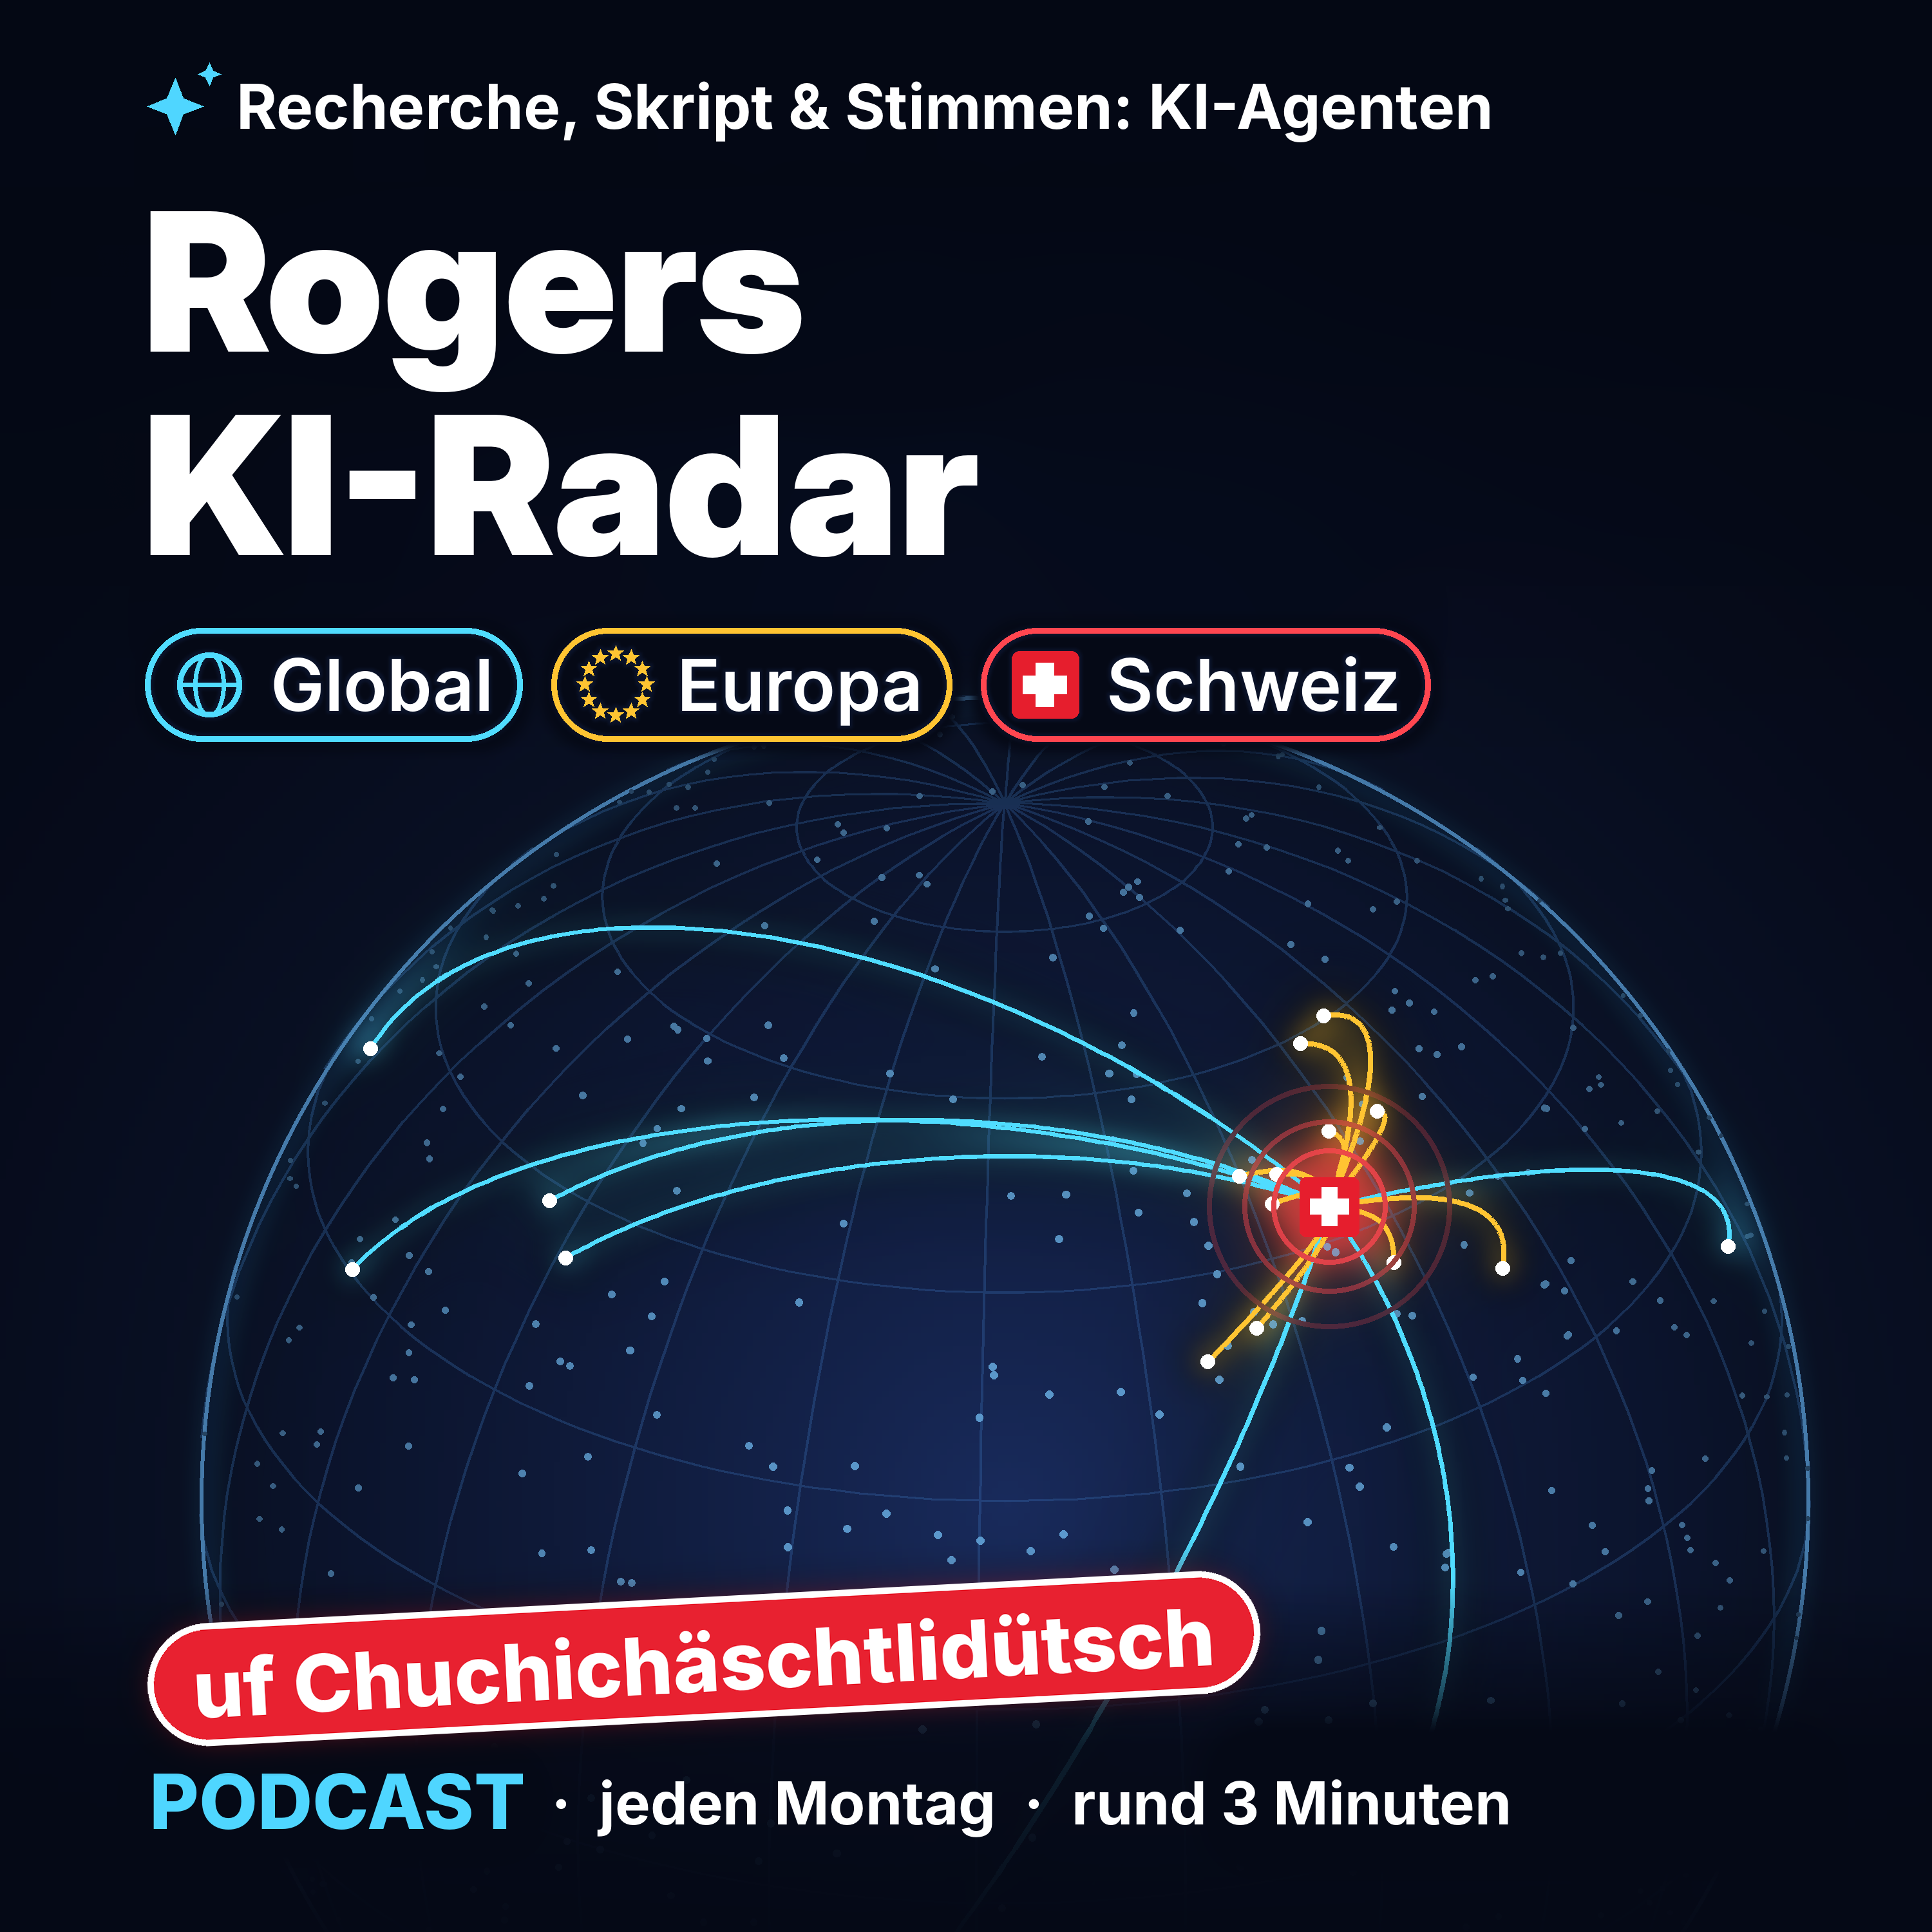 Recherche, Skript & Stimmen: KI-Agenten
Rogers
KI-Radar
Global
Europa
Schweiz
uf Chuchichäschtlidütsch
PODCAST · jeden Montag · rund 3 Minuten